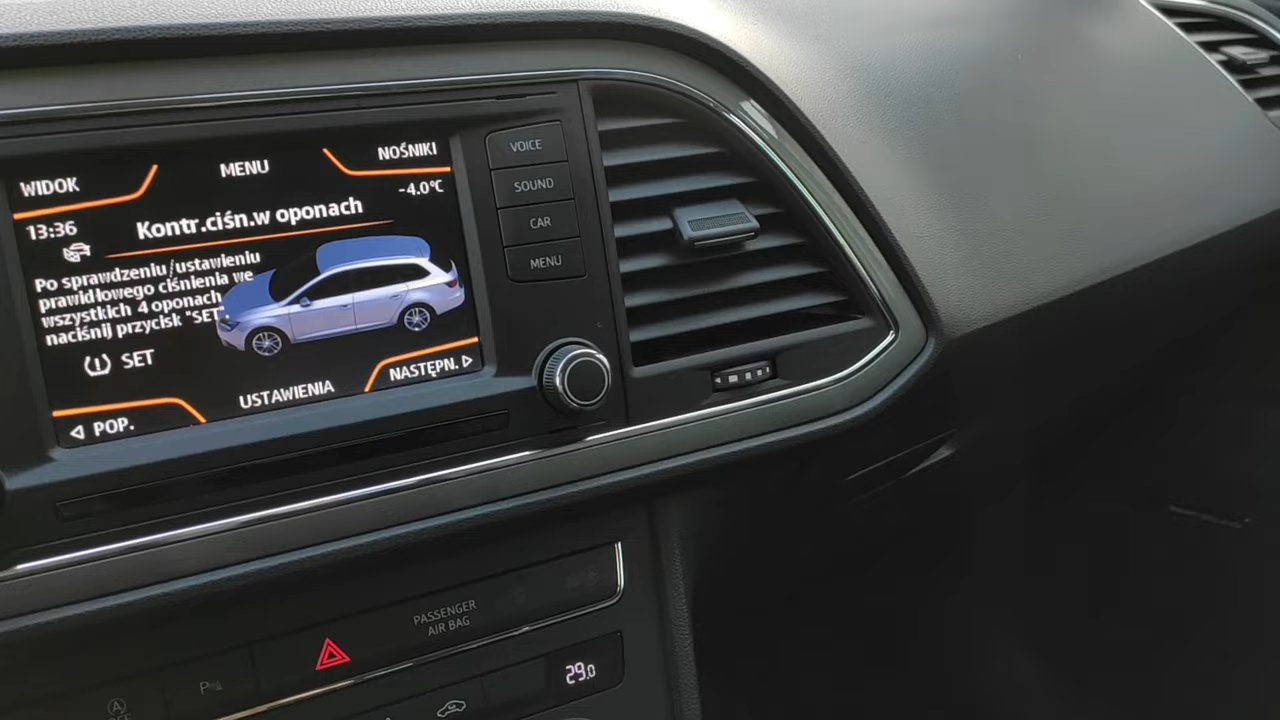 WIDOK
MENU
NOŚNIKI
13:36
-4.0°C
Kontr.ciśn.w oponach
Po sprawdzeniu/ustawieniu
prawidłowego ciśnienia we
wszystkich 4 oponach
naciśnij przycisk "SET
SET
POP.
USTAWIENIA
NASTĘPN.
VOICE
SOUND
CAR
MENU
PASSENGER
AIR BAG
29.0
A
OFF
P